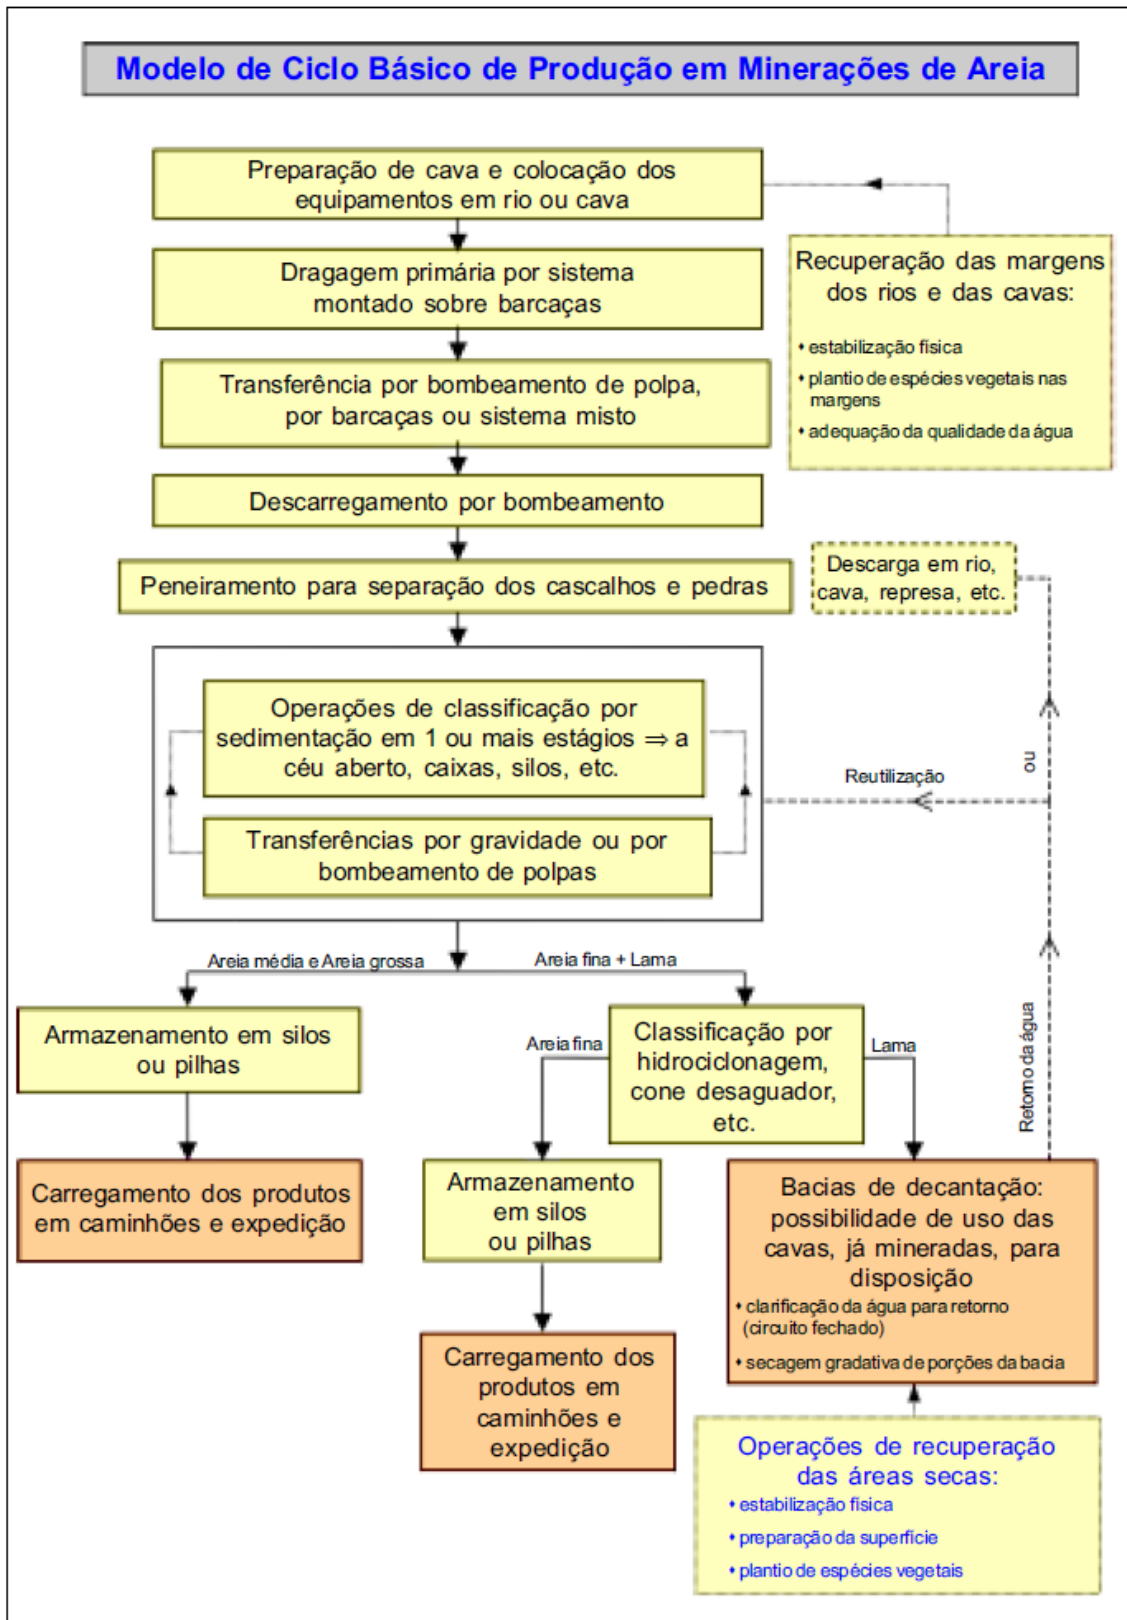 Modelo de Ciclo Básico de Produção em Minerações de Areia
Preparação de cava e colocação dos
equipamentos em rio ou cava
Recuperação das margens
dos rios e das cavas:
• estabilização física
• plantio de espécies vegetais nas
margens
• adequação da qualidade da água
Dragagem primária por sistema
montado sobre barcaças
Transferência por bombeamento de polpa,
por barcaças ou sistema misto
Descarregamento por bombeamento
Peneiramento para separação dos cascalhos e pedras
Descarga em rio,
cava, represa, etc.
Operações de classificação por
sedimentação em 1 ou mais estágios ⇒ a
céu aberto, caixas, silos, etc.
Transferências por gravidade ou por
bombeamento de polpas
Reutilização
ou
Retorno da água
Areia média e Areia grossa
Areia fina + Lama
Armazenamento em silos
ou pilhas
Areia fina
Classificação por
hidrociclonagem,
cone desaguador,
etc.
Lama
Carregamento dos produtos
em caminhões e expedição
Armazenamento
em silos
ou pilhas
Bacias de decantação:
possibilidade de uso das
cavas, já mineradas, para
disposição
• clarificação da água para retorno
(circuito fechado)
• secagem gradativa de porções da bacia
Carregamento dos
produtos em
caminhões e
expedição
Operações de recuperação
das áreas secas:
• estabilização física
• preparação da superfície
• plantio de espécies vegetais